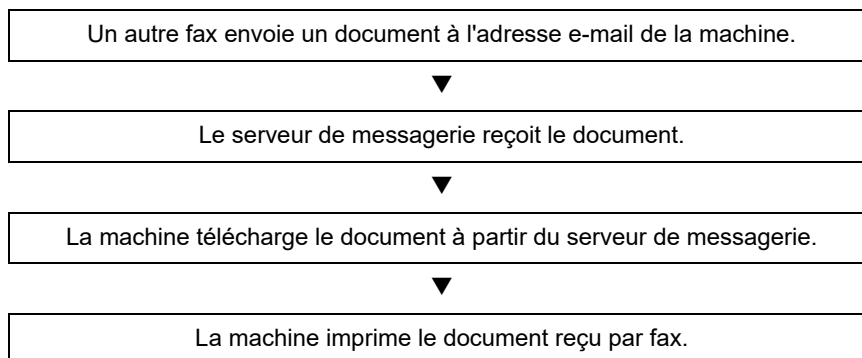 Un autre fax envoie un document à l'adresse e-mail de la machine.
Le serveur de messagerie reçoit le document.
La machine télécharge le document à partir du serveur de messagerie.
La machine imprime le document reçu par fax.